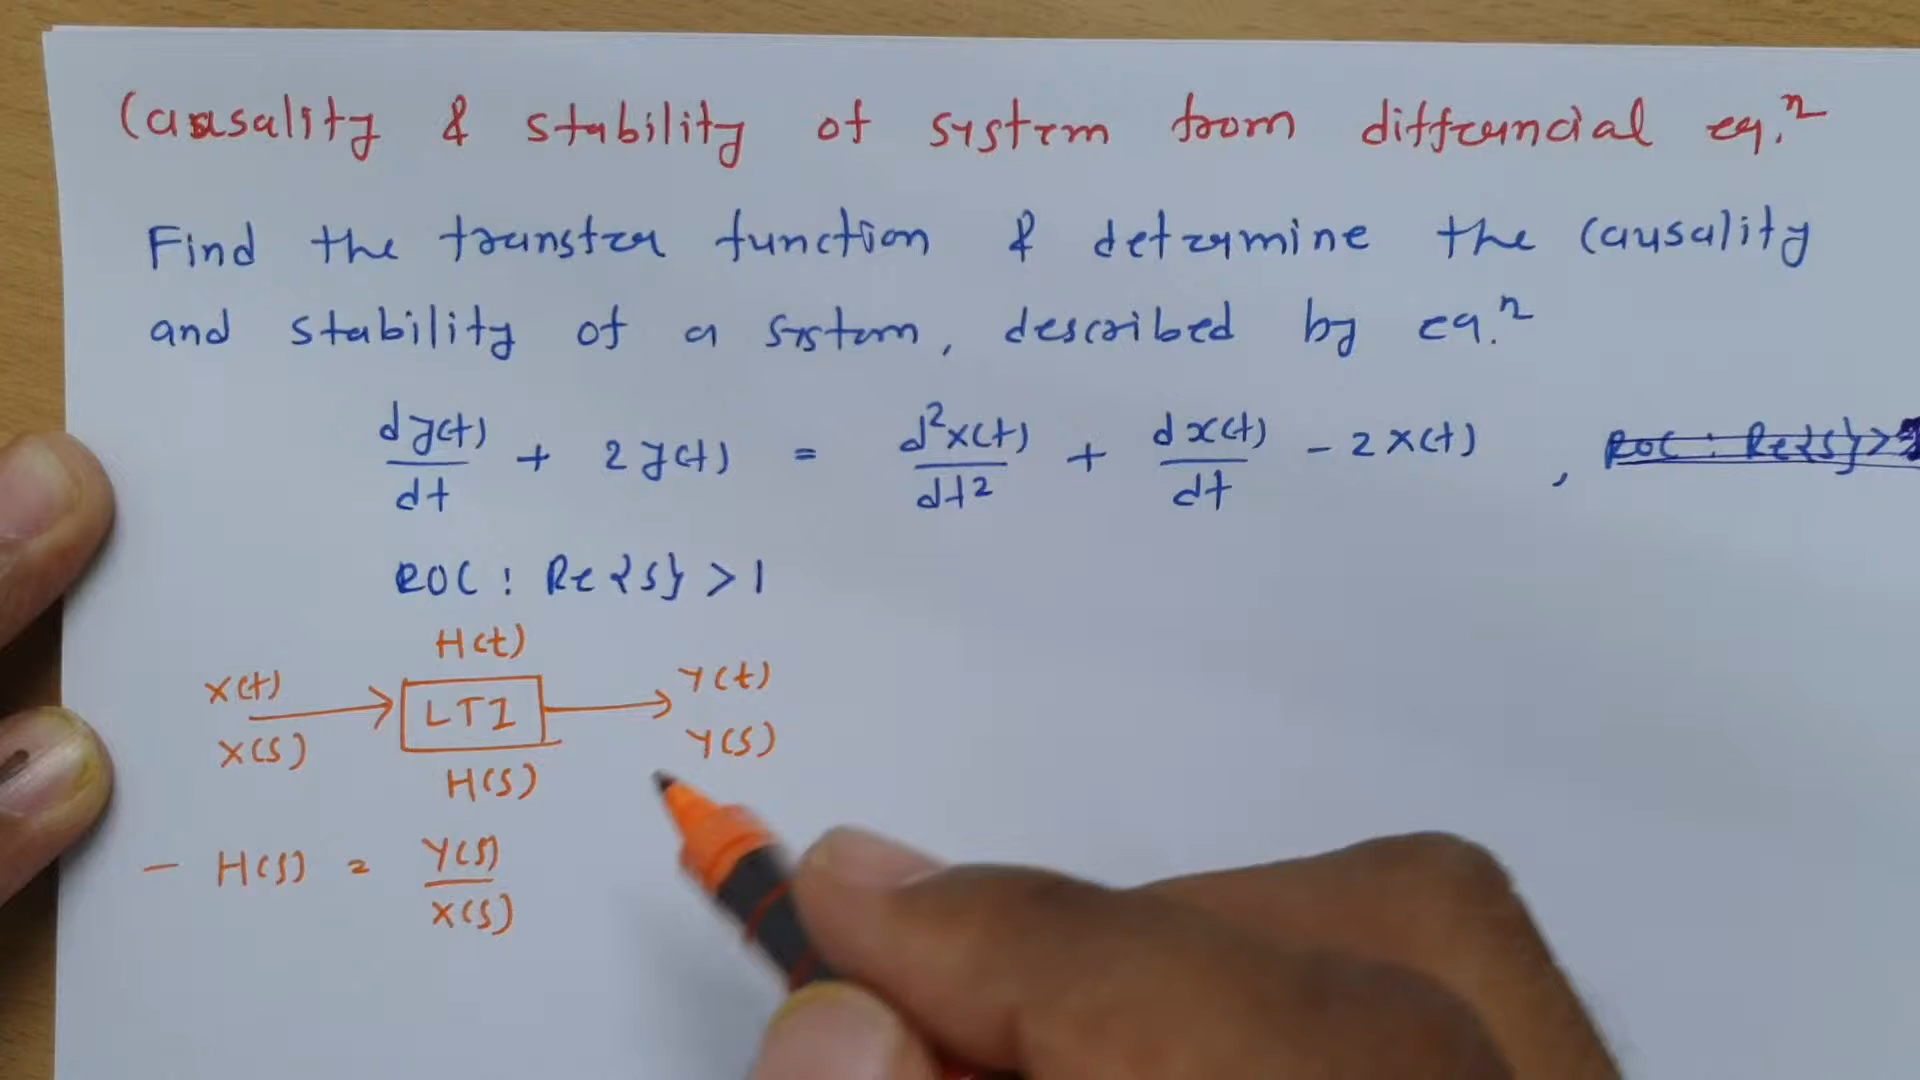 Causality & stability of system from differencial eq.ⁿ
Find the transfer function & determine the causality
and stability of a system, described by eq.ⁿ
dy(t)/dt + 2y(t) = d²x(t)/dt² + dx(t)/dt - 2x(t) ,
ROC : Re{s} > 1
H(t)
x(t) LTI Y(t)
X(s) Y(s)
H(s)
- H(s) = Y(s)/X(s)